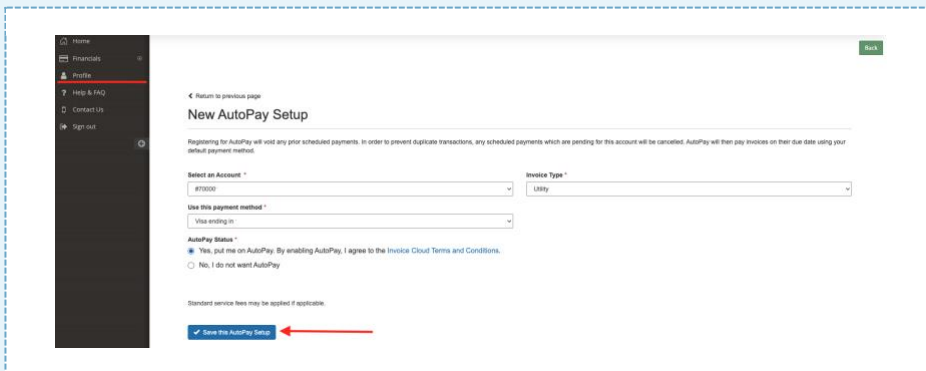 Home
Financials
Profile
Help & FAQ
Contact Us
Sign out
Back
Return to previous page
New AutoPay Setup
Registering for AutoPay will void any prior scheduled payments. In order to prevent duplicate transactions, any scheduled payments which are pending for this account will be cancelled. AutoPay will then pay invoices on their due date using your
default payment method.
Select an Account *
Invoice Type *
#70000
Utility
Use this payment method *
Visa ending in
AutoPay Status *
Yes, put me on AutoPay. By enabling AutoPay, I agree to the Invoice Cloud Terms and Conditions.
No, I do not want AutoPay
Standard service fees may be applied if applicable.
Save this AutoPay Setup